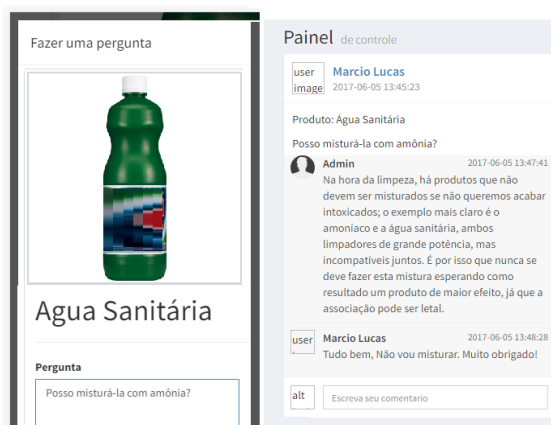 Fazer uma pergunta
Agua Sanitária
Pergunta
Posso misturá-la com amônia?
Painel de controle
user image
Marcio Lucas
2017-06-05 13:45:23
Produto: Água Sanitária
Posso misturá-la com amônia?
Admin 2017-06-05 13:47:41
Na hora da limpeza, há produtos que não
devem ser misturados se não queremos acabar
intoxicados; o exemplo mais claro é o
amoníaco e a água sanitária, ambos
limpadores de grande potência, mas
incompatíveis juntos. É por isso que nunca se
deve fazer esta mistura esperando como
resultado um produto de maior efeito, já que a
associação pode ser letal.
user
Marcio Lucas 2017-06-05 13:48:28
Tudo bem, Não vou misturar. Muito obrigado!
alt
Escreva seu comentario